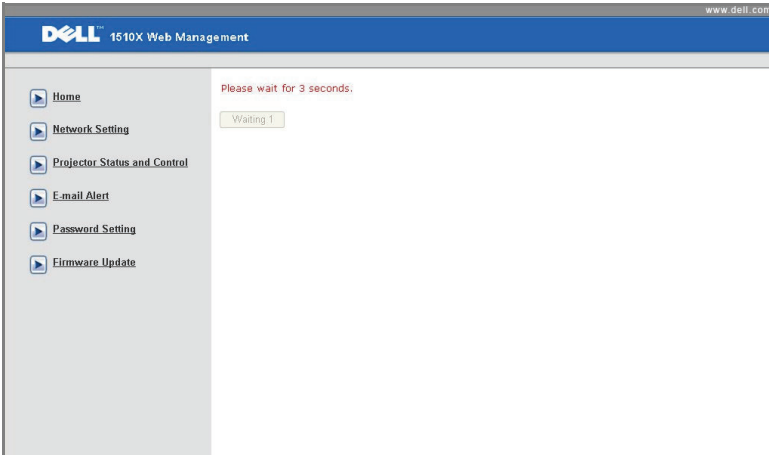 www.dell.com
DELL™ 1510X Web Management
Home
Network Setting
Projector Status and Control
E-mail Alert
Password Setting
Firmware Update
Please wait for 3 seconds.
Waiting 1